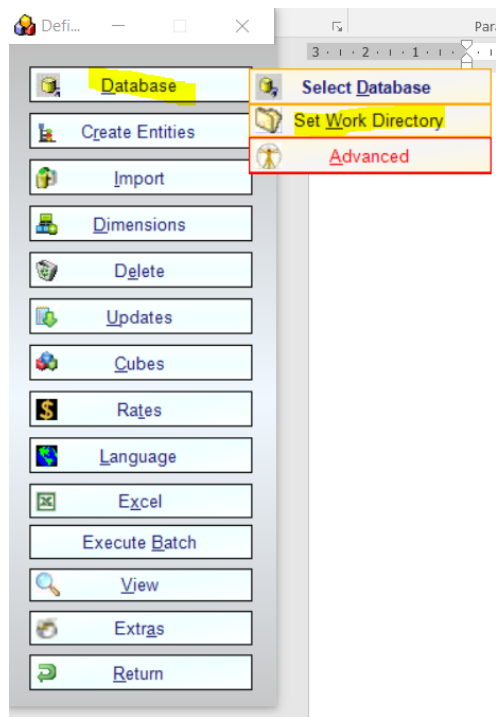 Defi...
Para
3 · 2 · 1 ·
Database
Select Database
Set Work Directory
Create Entities
Advanced
Import
Dimensions
Delete
Updates
Cubes
$ Rates
Language
Excel
Execute Batch
View
Extras
Return